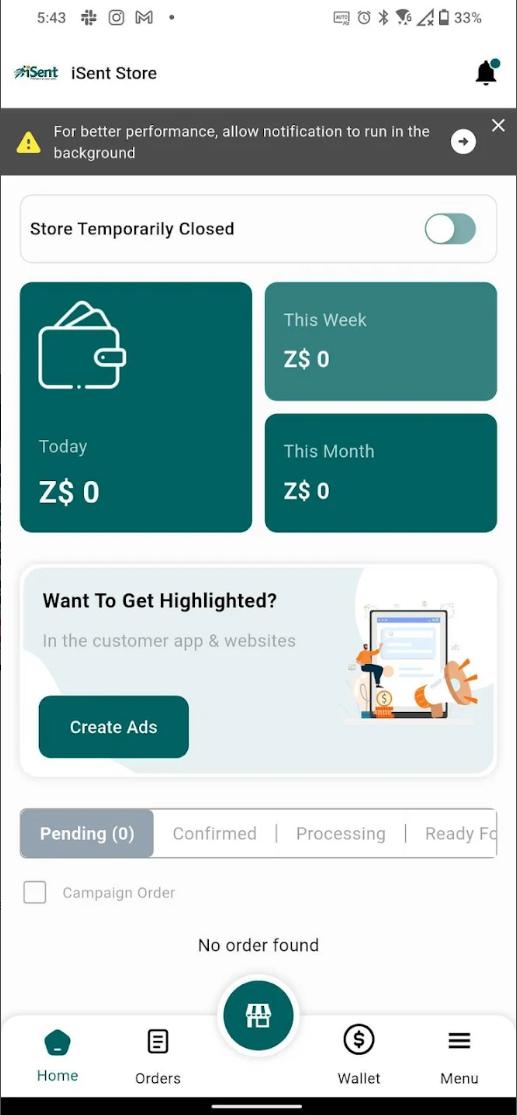 5:43
33%
iSent
iSent Store
For better performance, allow notification to run in the
background
Store Temporarily Closed
This Week
Z$ 0
Today
Z$ 0
This Month
Z$ 0
Want To Get Highlighted?
In the customer app & websites
Create Ads
Pending (0)
Confirmed
Processing
Ready Fo
Campaign Order
No order found
Home
Orders
Wallet
Menu